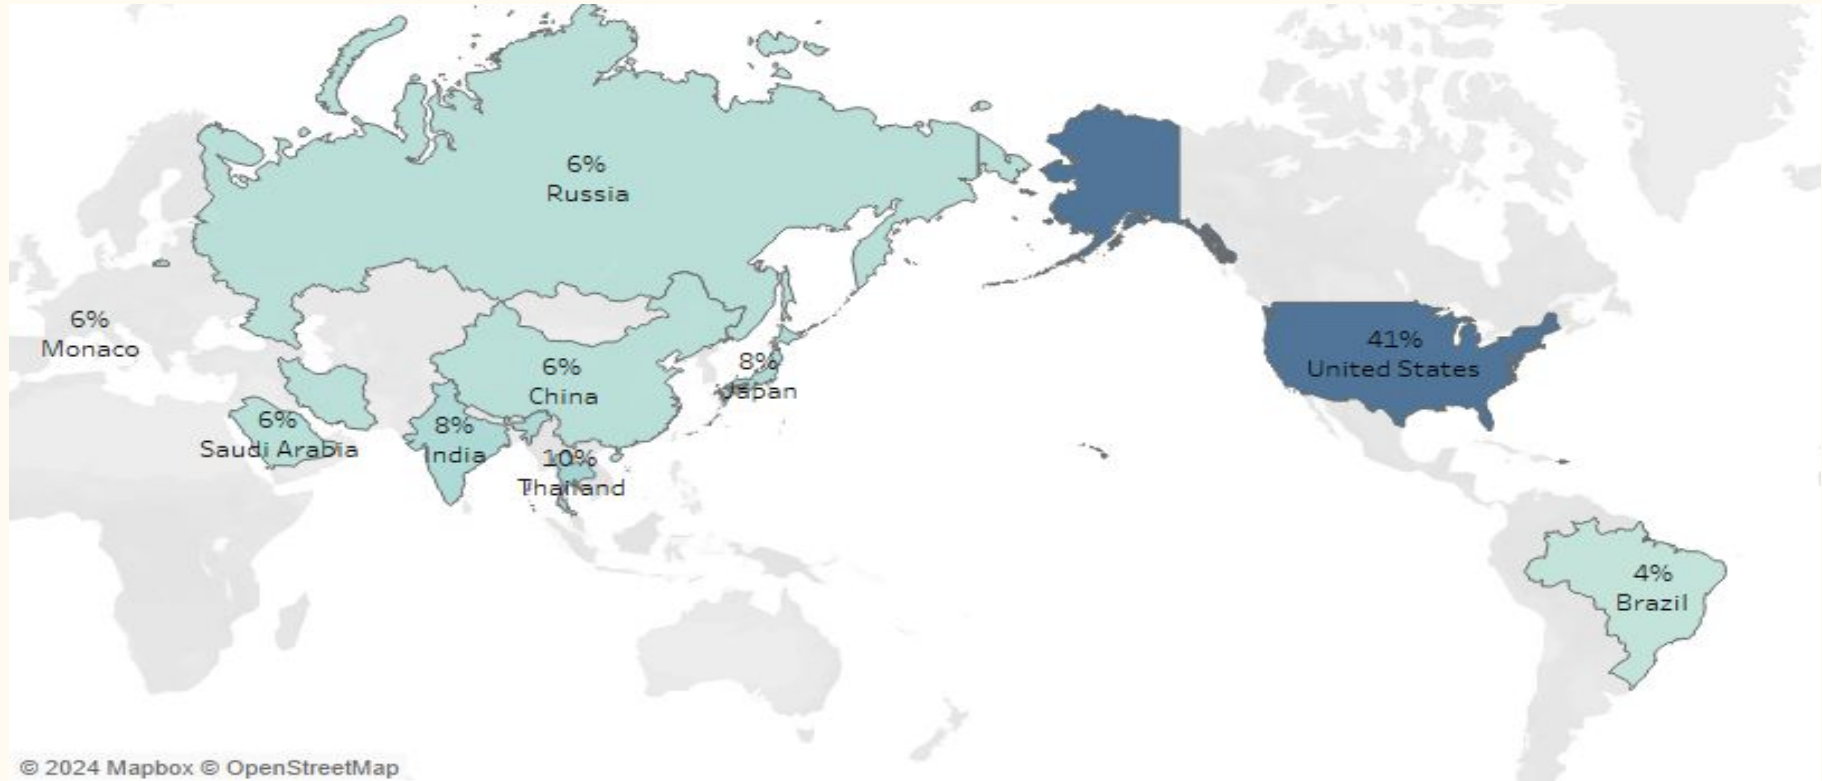 6%
Russia
6%
Monaco
6%
China
8%
Japan
41%
United States
6%
Saudi Arabia
8%
India
10%
Thailand
4%
Brazil
© 2024 Mapbox © OpenStreetMap